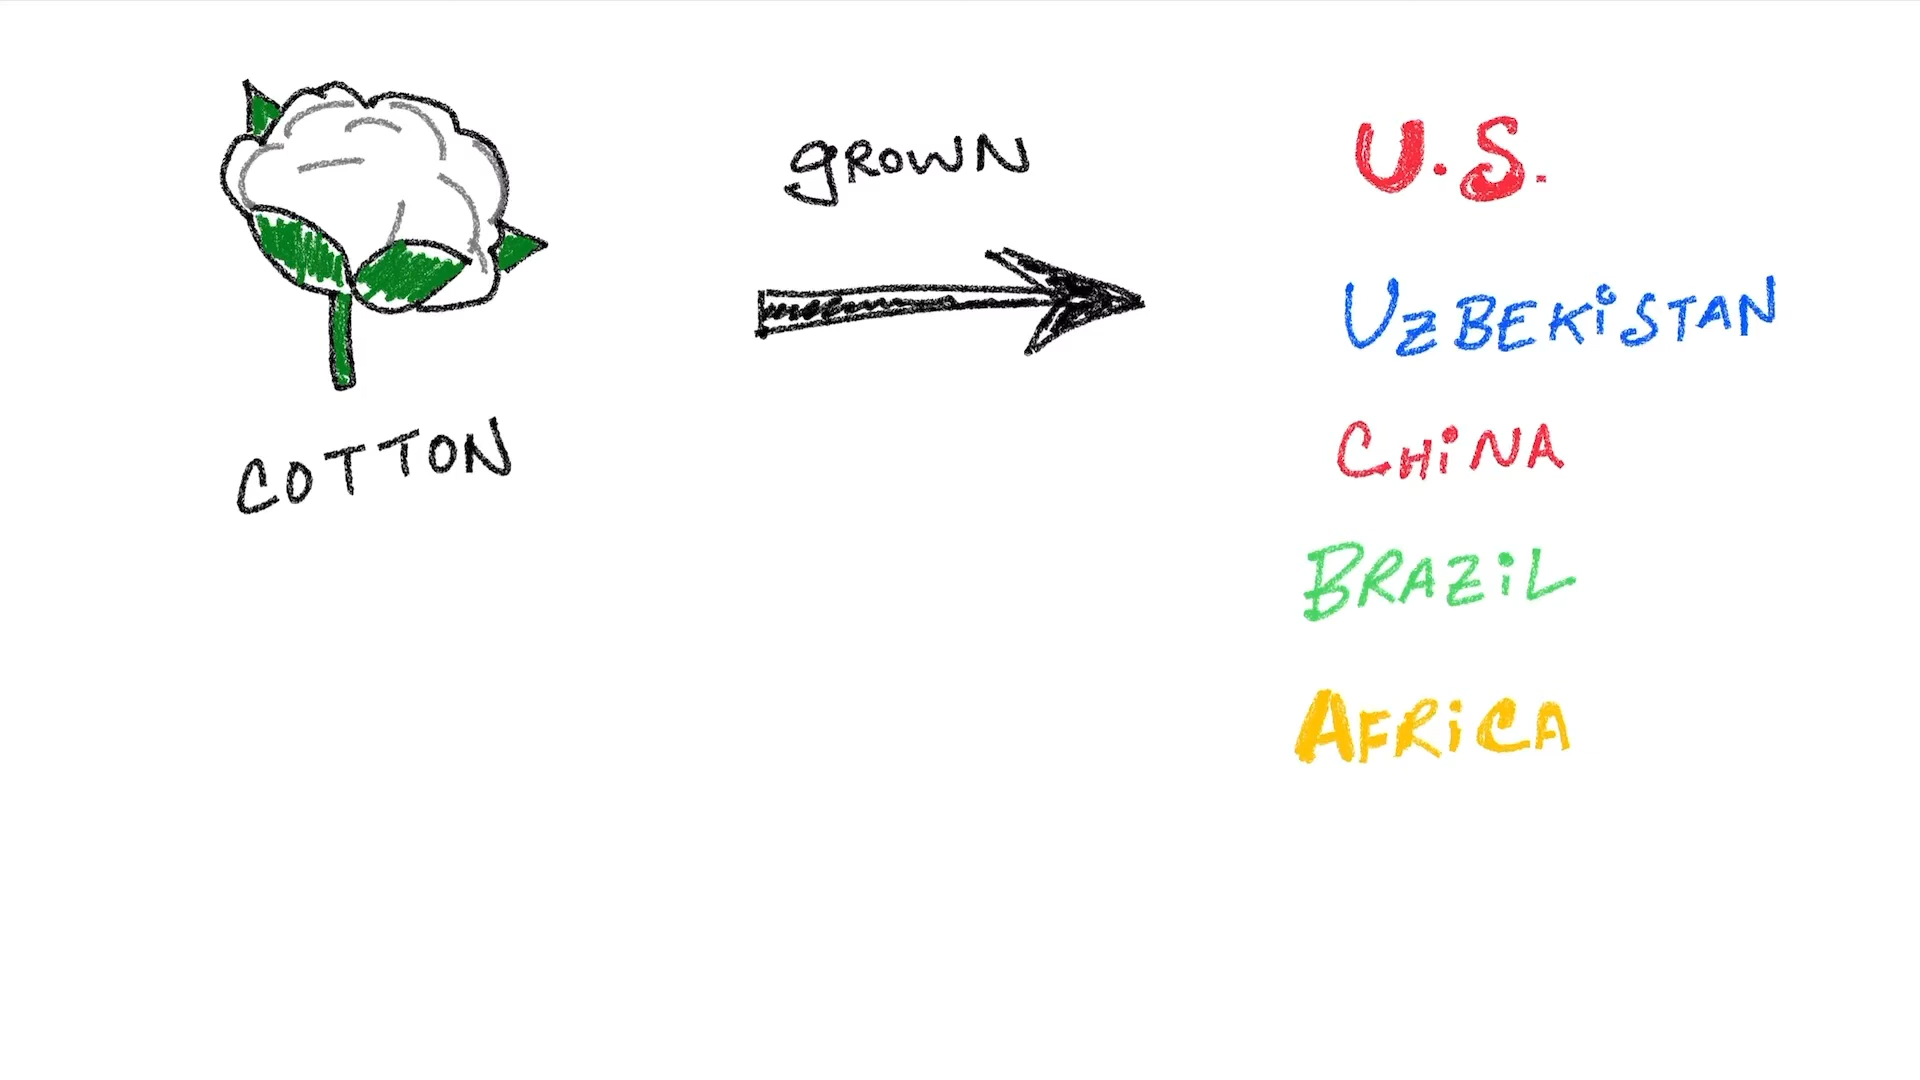 GROWN
COTTON
U.S.
UZBEKiSTAN
CHiNA
BRAZiL
AFRiCA